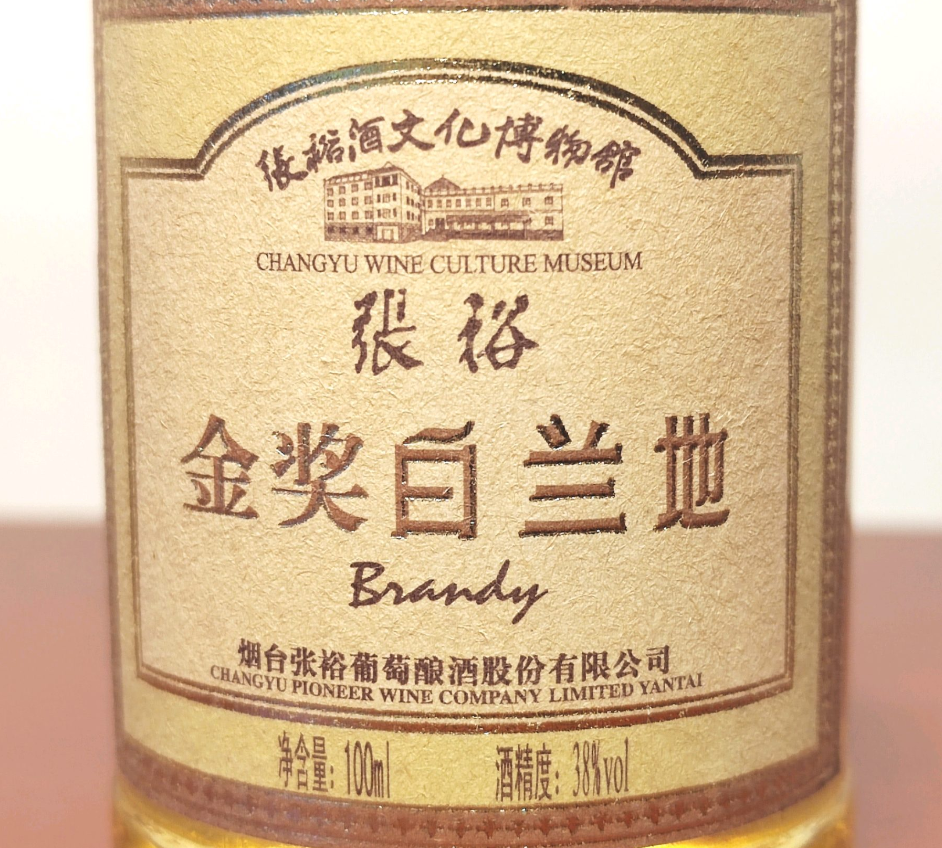 張裕酒文化博物館
CHANGYU WINE CULTURE MUSEUM
張裕
金奖白兰地
Brandy
烟台张裕葡萄酿酒股份有限公司
CHANGYU PIONEER WINE COMPANY LIMITED YANTAI
净含量：100ml 酒精度：38%vol